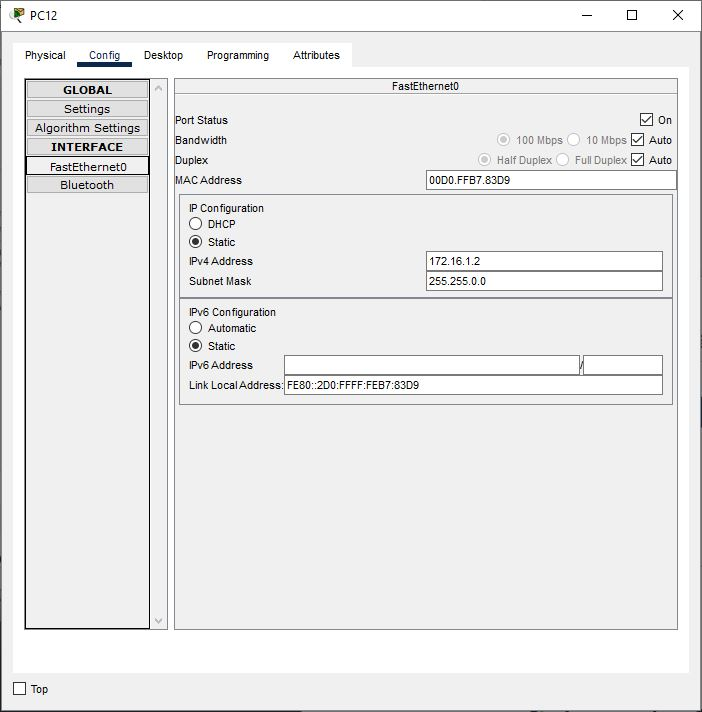 PC12
Physical Config Desktop Programming Attributes
GLOBAL
Settings
Algorithm Settings
INTERFACE
FastEthernet0
Bluetooth
FastEthernet0
Port Status On
Bandwidth 100 Mbps 10 Mbps Auto
Duplex Half Duplex Full Duplex Auto
MAC Address 00D0.FFB7.83D9
IP Configuration
DHCP
Static
IPv4 Address 172.16.1.2
Subnet Mask 255.255.0.0
IPv6 Configuration
Automatic
Static
IPv6 Address /
Link Local Address: FE80::2D0:FFFF:FEB7:83D9
Top